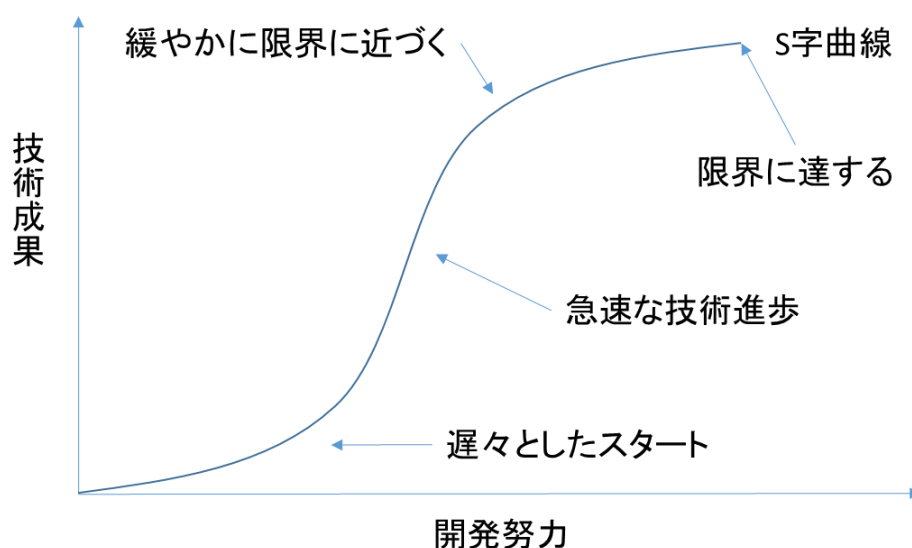 緩やかに限界に近づく
S字曲線
技術成果
限界に達する
急速な技術進歩
遅々としたスタート
開発努力